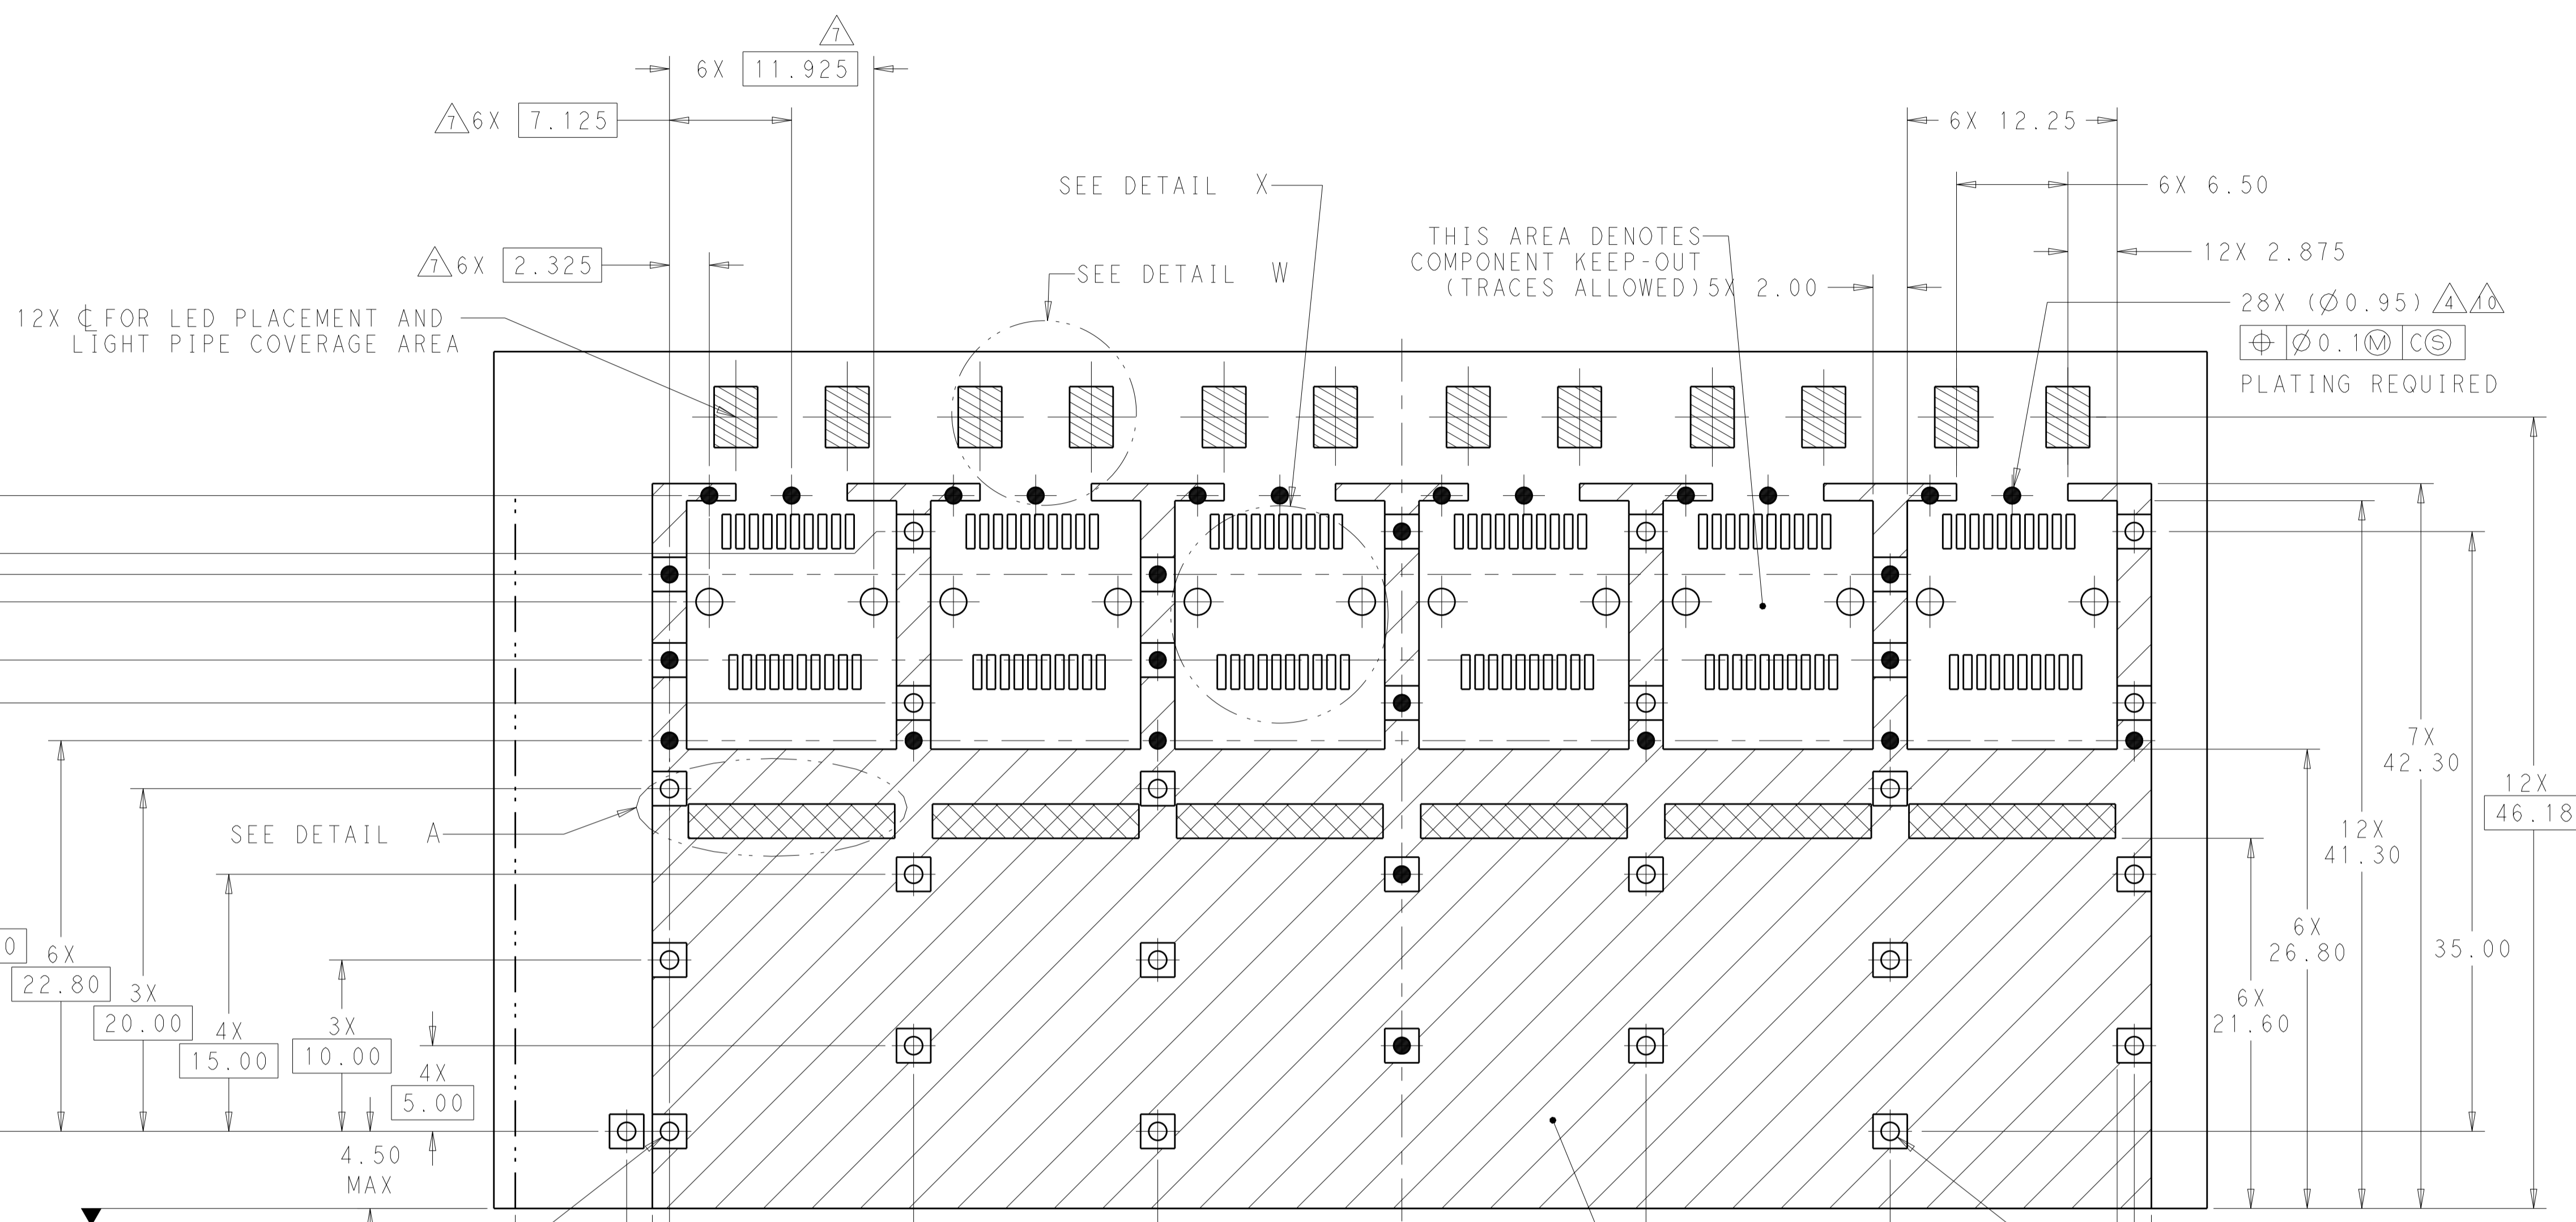 7
6X 11.925
7 6X 7.125
6X 12.25
SEE DETAIL X
6X 6.50
THIS AREA DENOTES
COMPONENT KEEP-OUT
(TRACES ALLOWED)
5X 2.00
12X 2.875
7 6X 2.325
SEE DETAIL W
28X (Ø0.95) 4 10
⌖ Ø0.1Ⓜ CⓈ
PLATING REQUIRED
12X ℄ FOR LED PLACEMENT AND
LIGHT PIPE COVERAGE AREA
SEE DETAIL A
7X
42.30
12X
46.18
12X
41.30
0
6X
22.80
3X
20.00
4X
15.00
3X
10.00
4X
5.00
4.50
MAX
6X
26.80
35.00
6X
21.60